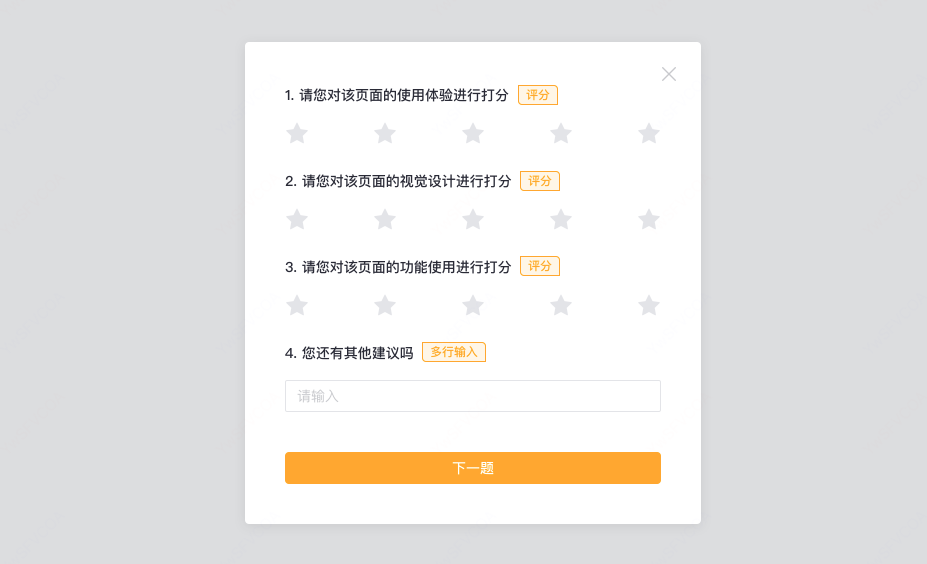 1. 请您对该页面的使用体验进行打分 评分
2. 请您对该页面的视觉设计进行打分 评分
3. 请您对该页面的功能使用进行打分 评分
4. 您还有其他建议吗 多行输入
请输入
下一题